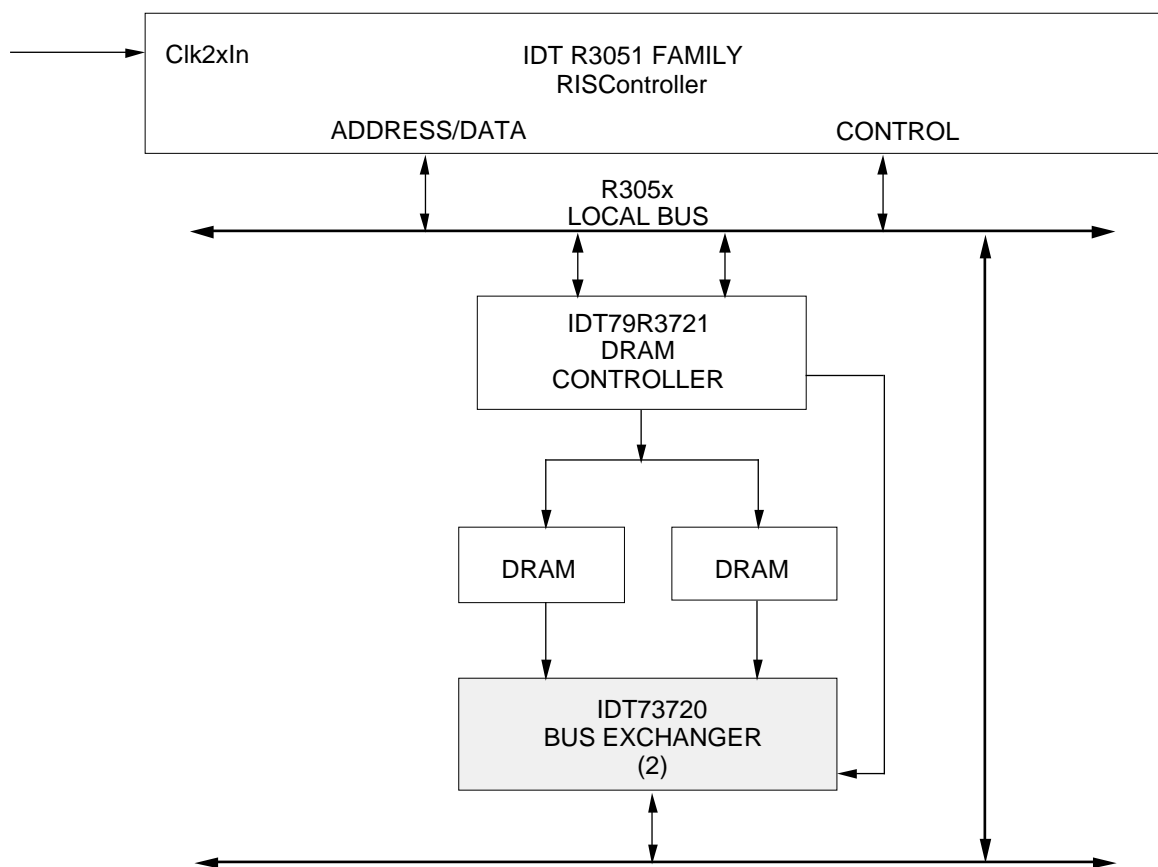 Clk2xIn
IDT R3051 FAMILY
RISController
ADDRESS/DATA
CONTROL
R305x
LOCAL BUS
IDT79R3721
DRAM
CONTROLLER
DRAM
DRAM
IDT73720
BUS EXCHANGER
(2)